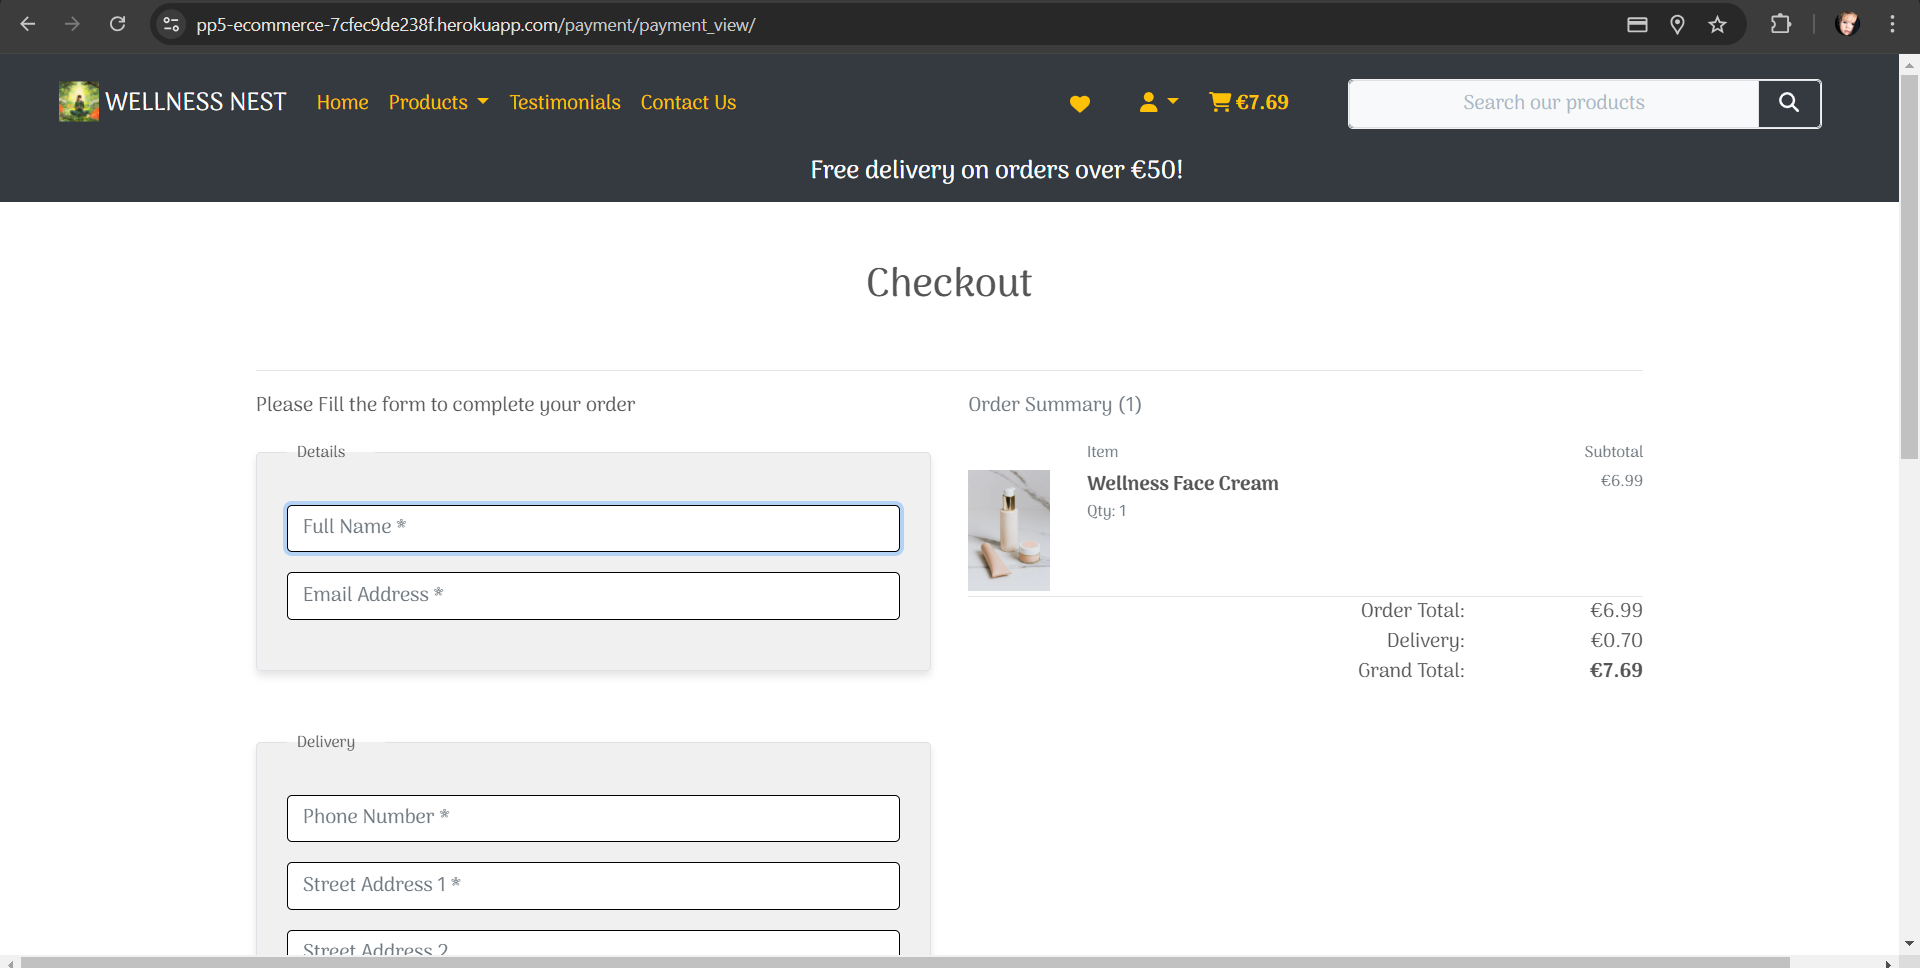 pp5-ecommerce-7cfec9de238f.herokuapp.com/payment/payment_view/
WELLNESS NEST Home Products Testimonials Contact Us €7.69 Search our products
Free delivery on orders over €50!
Checkout
Please Fill the form to complete your order
Details
Full Name *
Email Address *
Delivery
Phone Number *
Street Address 1 *
Street Address 2
Order Summary (1)
Item Subtotal
Wellness Face Cream €6.99
Qty: 1
Order Total: €6.99
Delivery: €0.70
Grand Total: €7.69